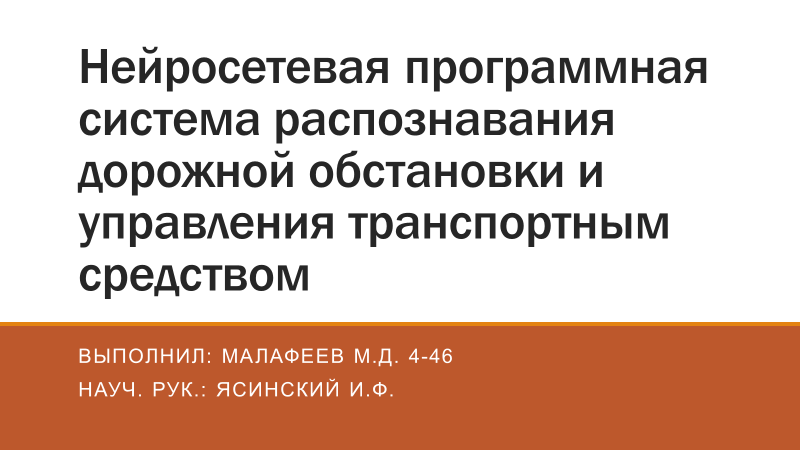 Нейросетевая программная
система распознавания
дорожной обстановки и
управления транспортным
средством
ВЫПОЛНИЛ: МАЛАФЕЕВ М.Д. 4-46
НАУЧ. РУК.: ЯСИНСКИЙ И.Ф.